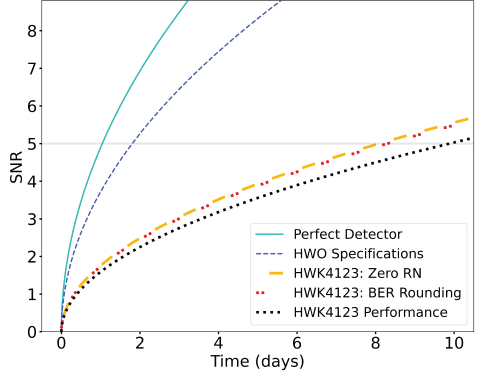 8
7
6
5
4
3
2
1
0
SNR
Perfect Detector
HWO Specifications
HWK4123: Zero RN
HWK4123: BER Rounding
HWK4123 Performance
0 2 4 6 8 10
Time (days)